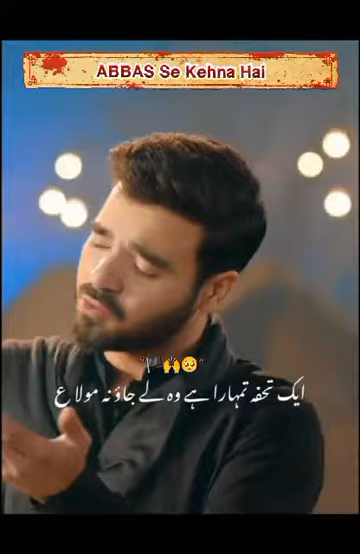 ABBAS Se Kehna Hai
"🏴🙌🥺"
ایک تحفہ تمہارا ہے وہ لے جاؤ نہ مولا ع